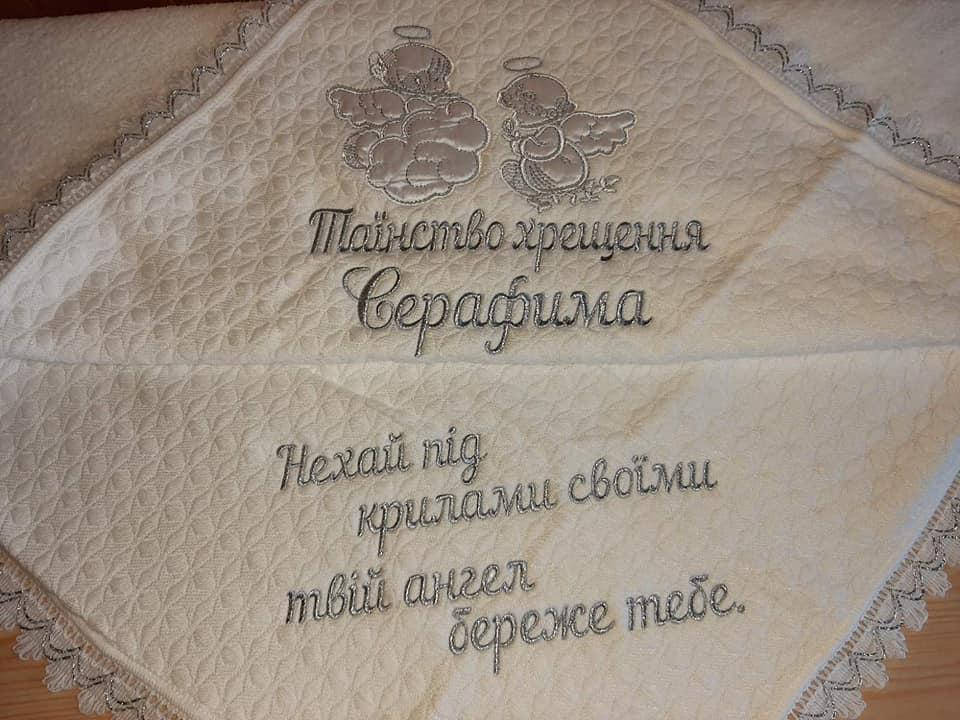 Таїнство хрещення
Серафима
Нехай під
крилами своїми
твій ангел
береже тебе.